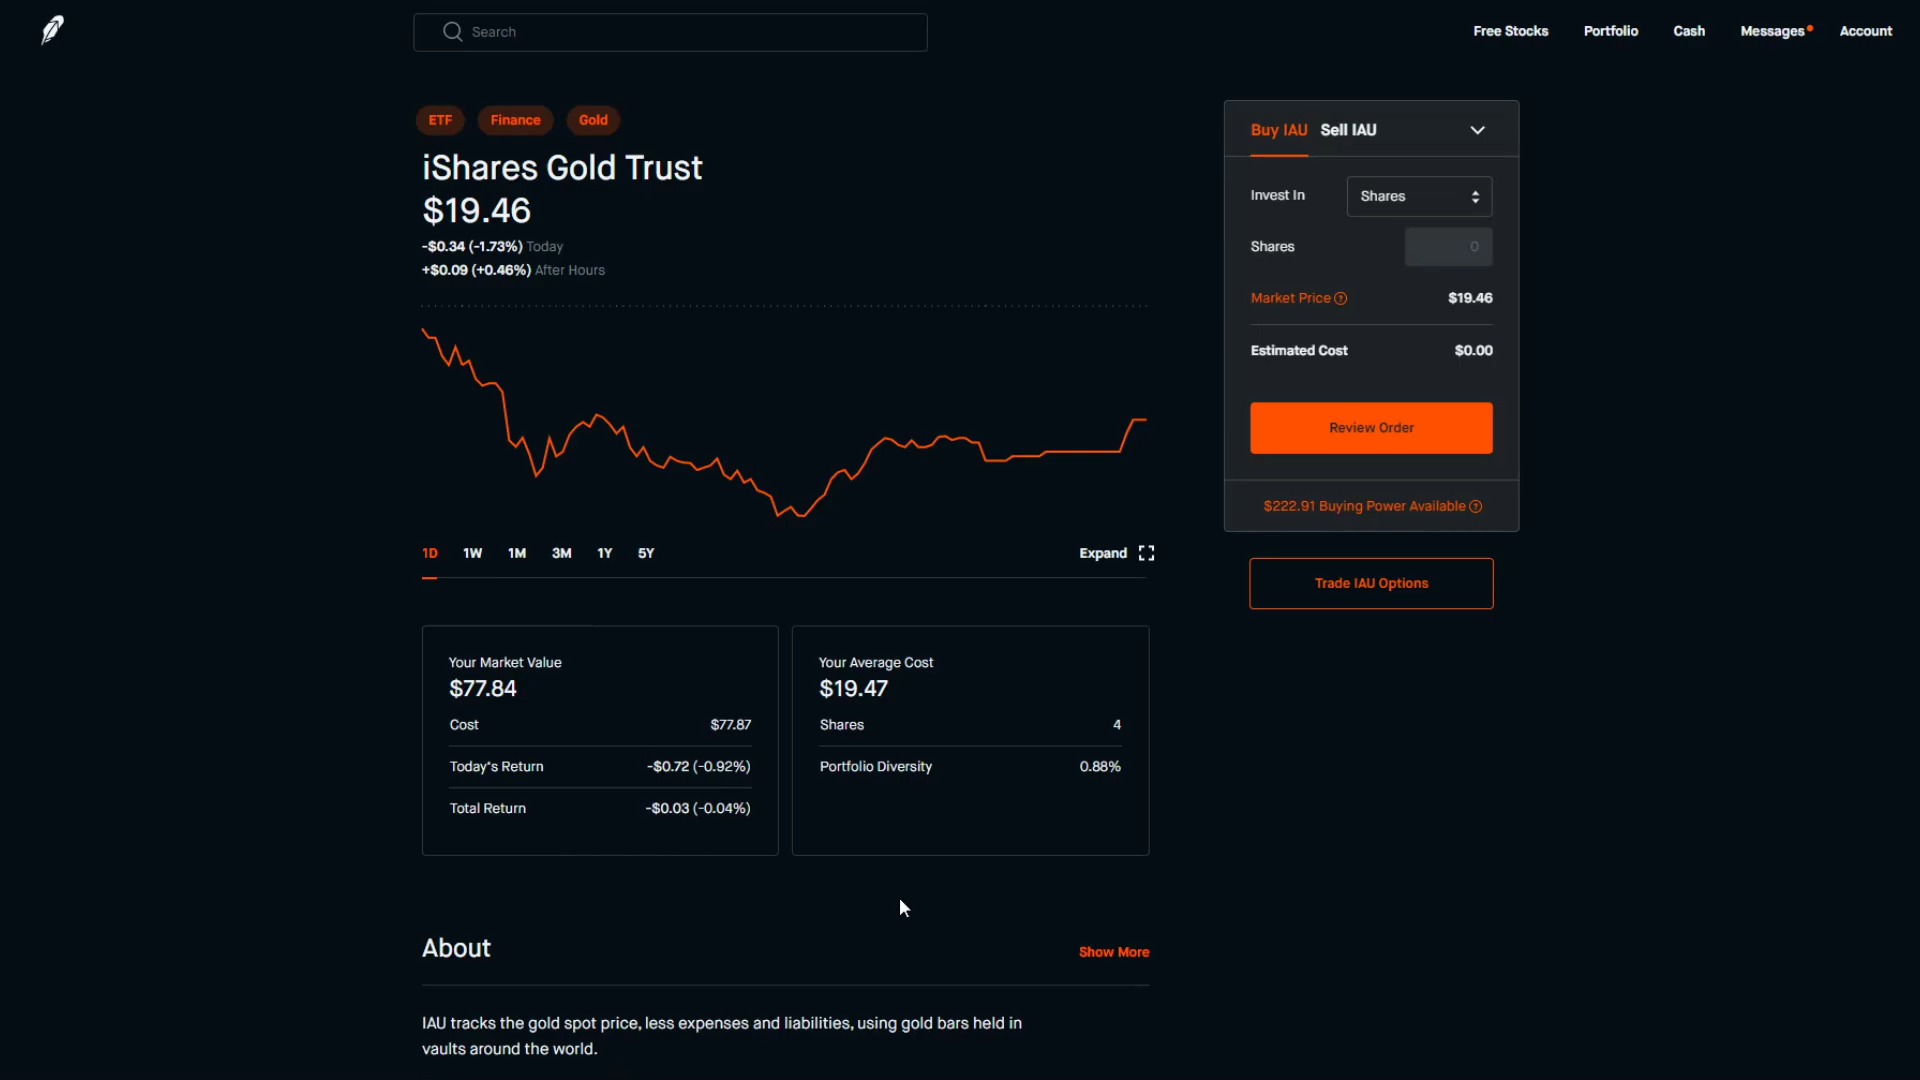 Search
Free Stocks Portfolio Cash Messages Account
ETF Finance Gold
iShares Gold Trust
$19.46
-$0.34 (-1.73%) Today
+$0.09 (+0.46%) After Hours
1D 1W 1M 3M 1Y 5Y Expand
Your Market Value
$77.84
Cost $77.87
Today's Return -$0.72 (-0.92%)
Total Return -$0.03 (-0.04%)
Your Average Cost
$19.47
Shares 4
Portfolio Diversity 0.88%
About Show More
IAU tracks the gold spot price, less expenses and liabilities, using gold bars held in
vaults around the world.
Buy IAU Sell IAU
Invest In Shares
Shares 0
Market Price ? $19.46
Estimated Cost $0.00
Review Order
$222.91 Buying Power Available ?
Trade IAU Options